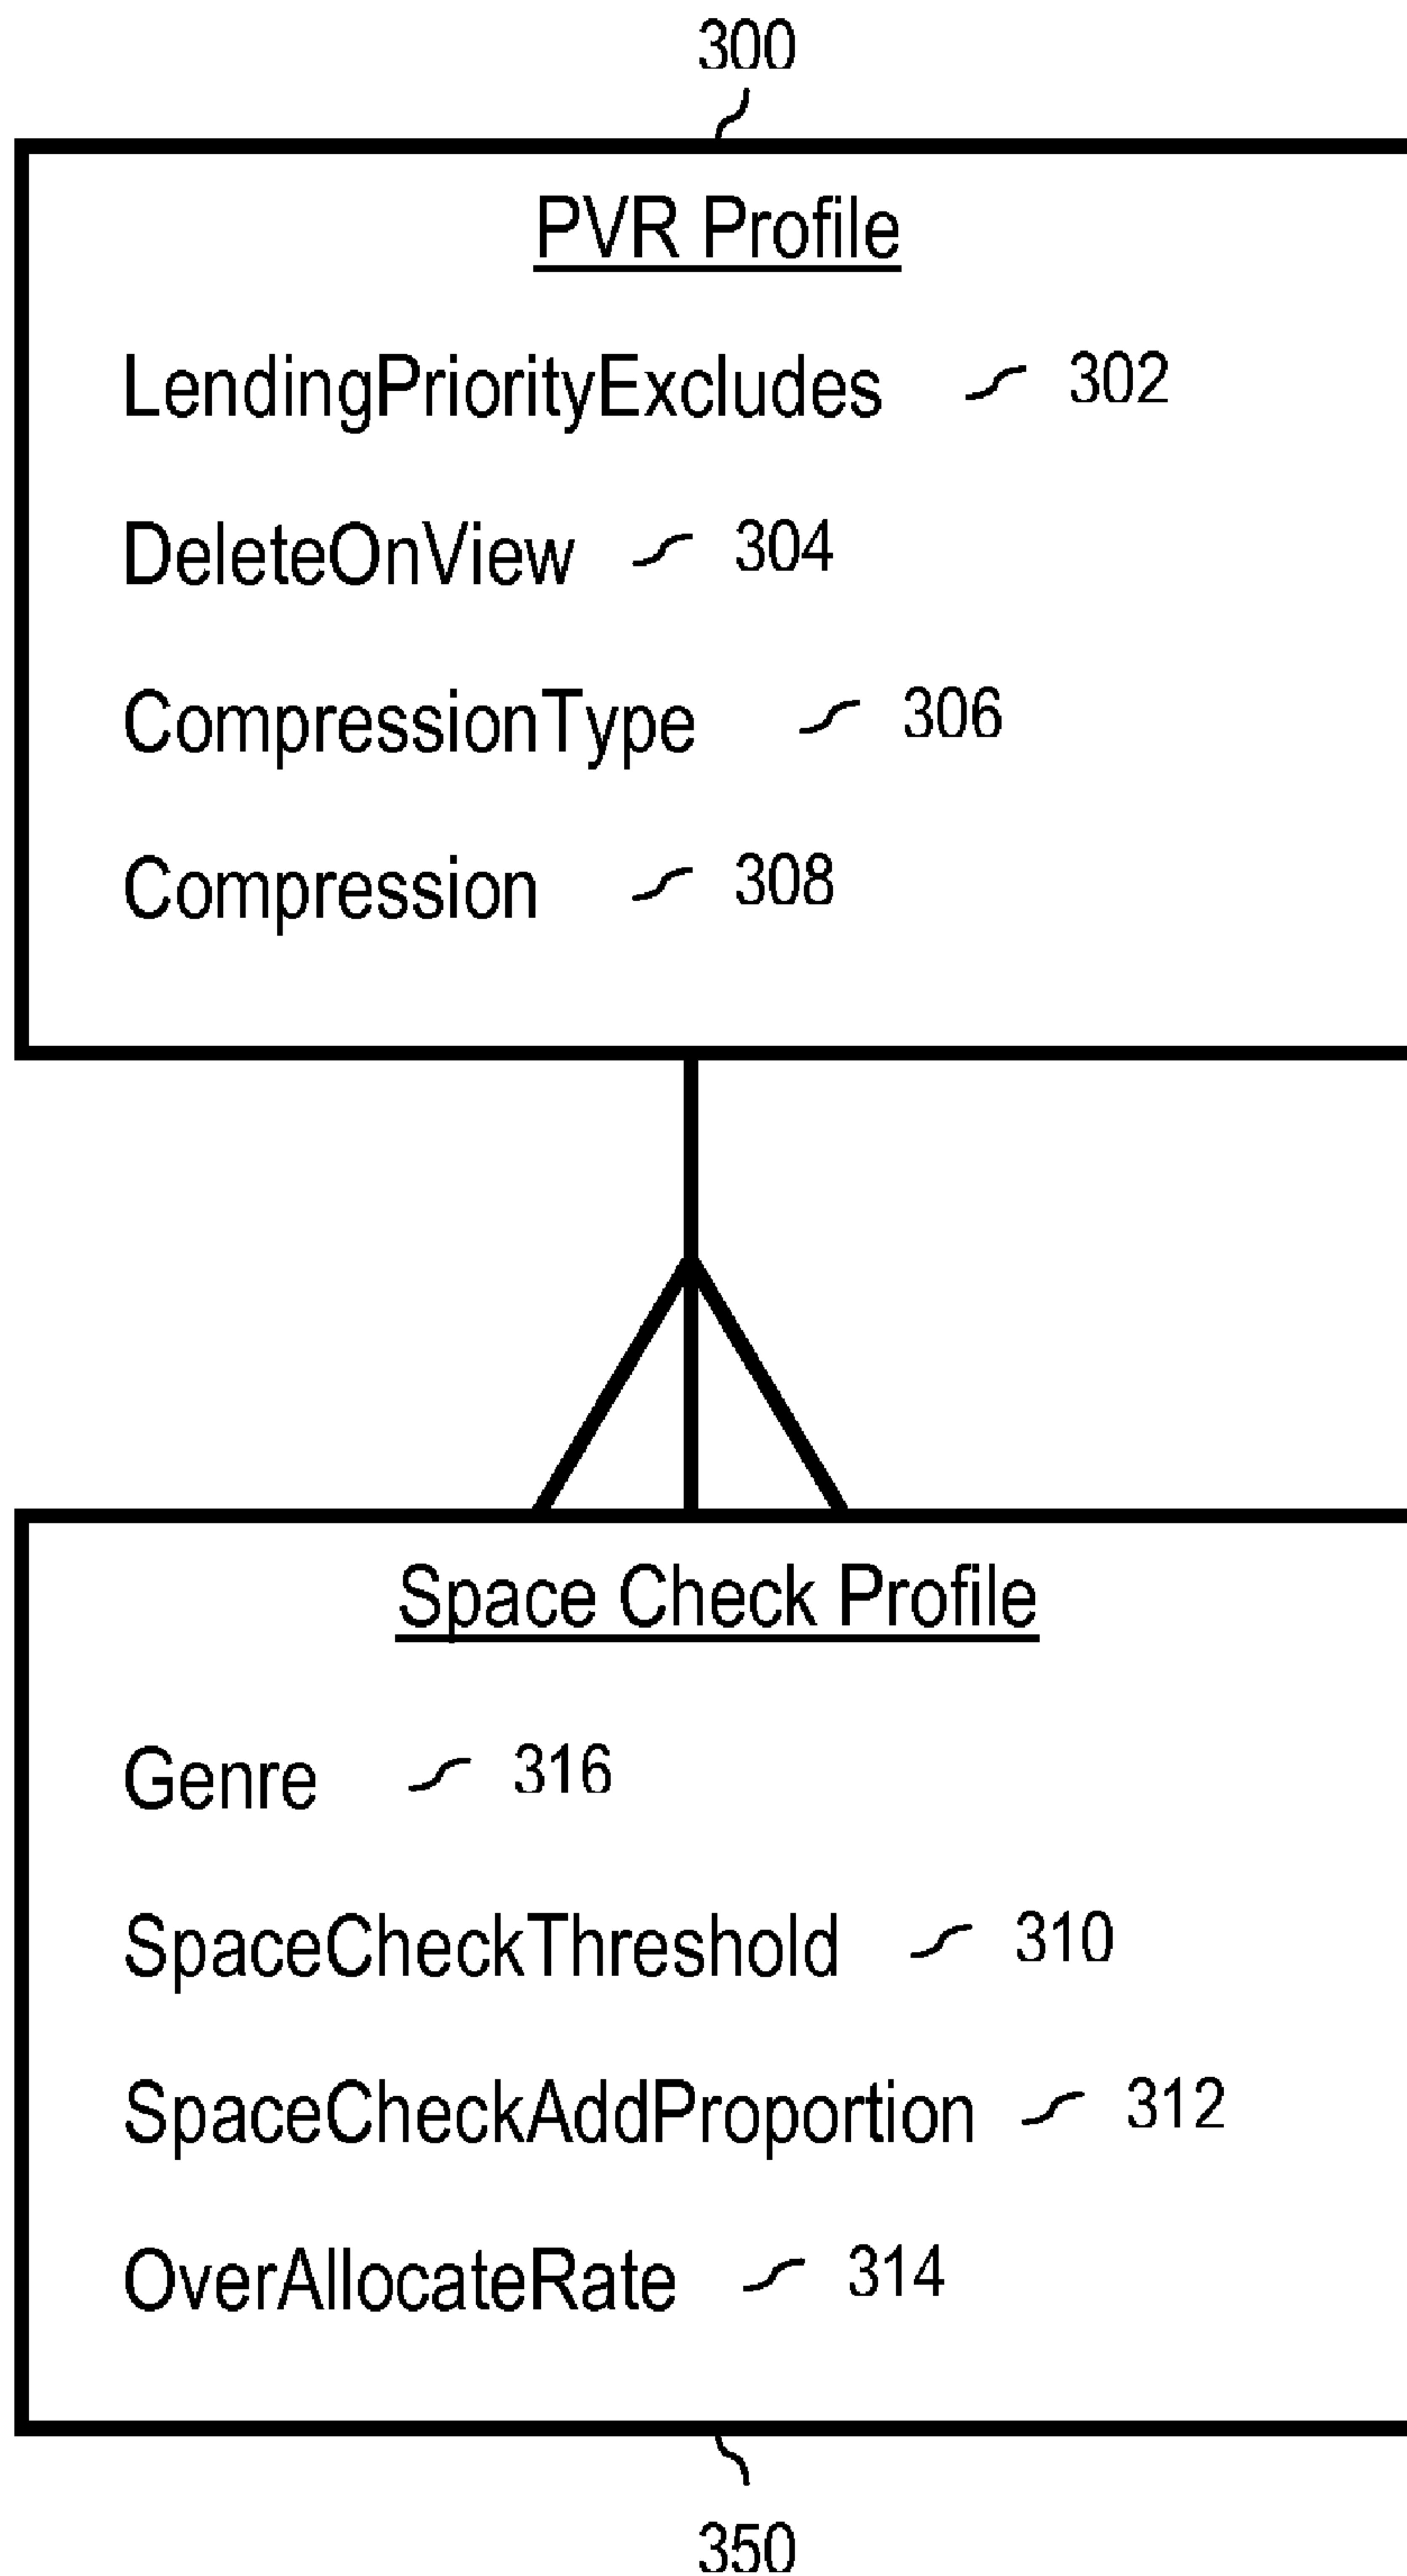 300
PVR Profile
LendingPriorityExcludes 302
DeleteOnView 304
CompressionType 306
Compression 308
Space Check Profile
Genre 316
SpaceCheckThreshold 310
SpaceCheckAddProportion 312
OverAllocateRate 314
350